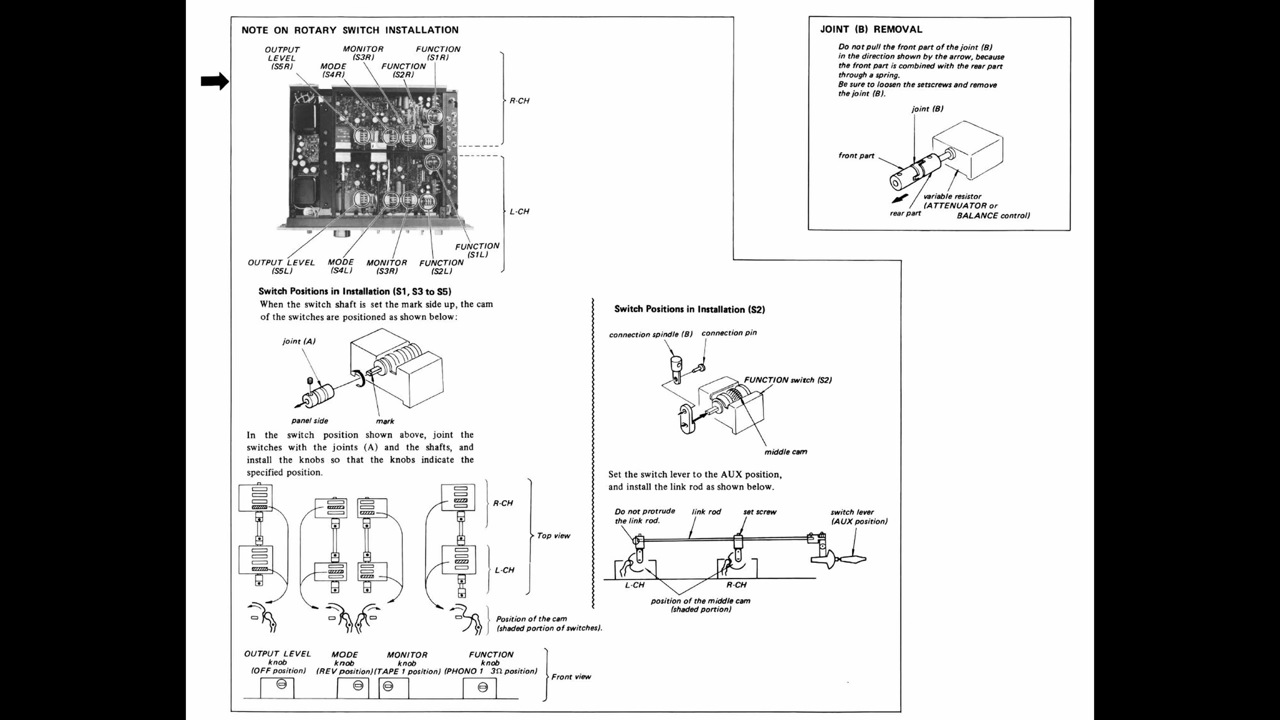 NOTE ON ROTARY SWITCH INSTALLATION
OUTPUT
LEVEL
(S5R)
MODE
(S4R)
MONITOR
(S3R)
FUNCTION
(S2R)
FUNCTION
(S1R)
R-CH
L-CH
OUTPUT LEVEL
(S5L)
MODE
(S4L)
MONITOR
(S3R)
FUNCTION
(S2L)
FUNCTION
(S1L)
Switch Positions in Installation (S1, S3 to S5)
When the switch shaft is set the mark side up, the cam
of the switches are positioned as shown below:
joint (A)
panel side
mark
In the switch position shown above, joint the
switches with the joints (A) and the shafts, and
install the knobs so that the knobs indicate the
specified position.
R-CH
L-CH
Top view
Position of the cam
(shaded portion of switches).
OUTPUT LEVEL
knob
(OFF position)
MODE
knob
(REV position)
MONITOR
knob
(TAPE 1 position)
FUNCTION
knob
(PHONO 1 3Ω position)
Front view
Switch Positions in Installation (S2)
connection spindle (B)
connection pin
FUNCTION switch (S2)
middle cam
Set the switch lever to the AUX position,
and install the link rod as shown below.
Do not protrude
the link rod.
link rod
set screw
switch lever
(AUX position)
L-CH
R-CH
position of the middle cam
(shaded portion)
JOINT (B) REMOVAL
Do not pull the front part of the joint (B)
in the direction shown by the arrow, because
the front part is combined with the rear part
through a spring.
Be sure to loosen the setscrews and remove
the joint (B).
joint (B)
front part
rear part
variable resistor
(ATTENUATOR or
BALANCE control)